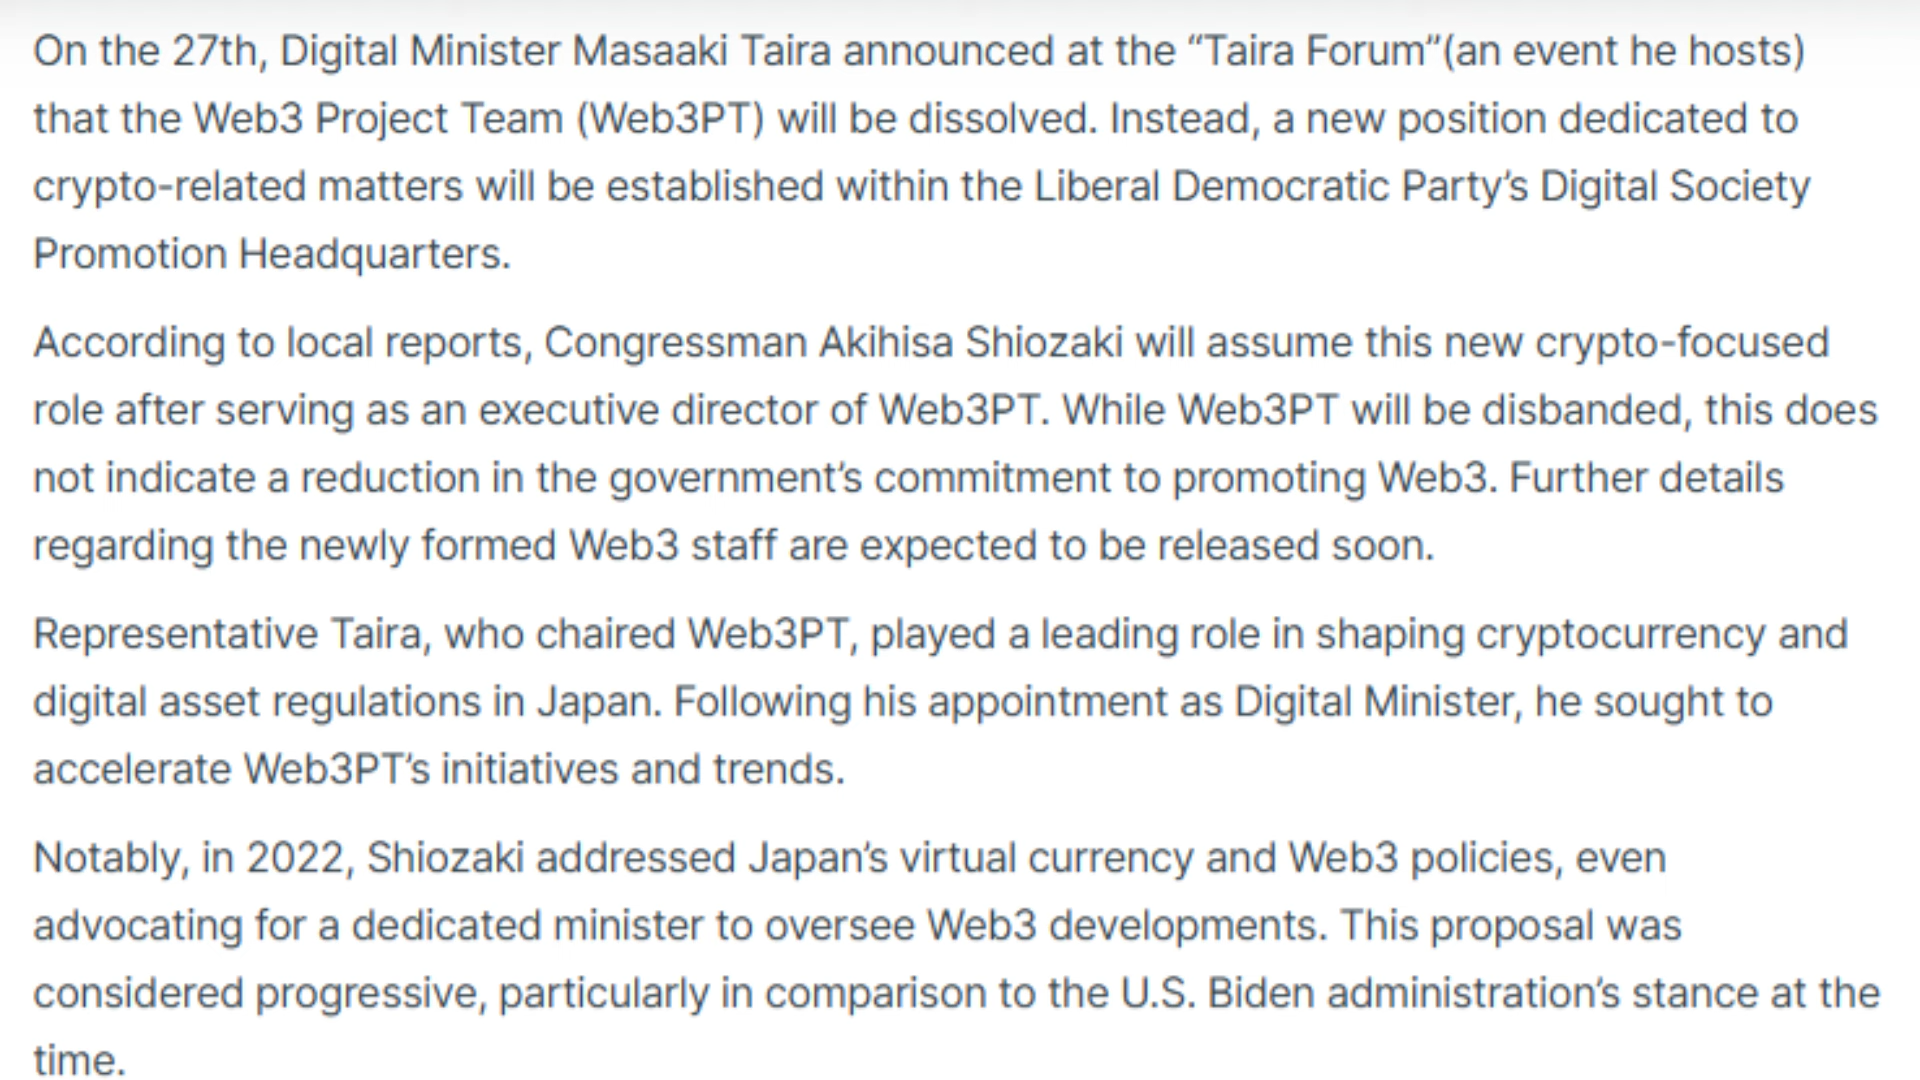 On the 27th, Digital Minister Masaaki Taira announced at the “Taira Forum”(an event he hosts)
that the Web3 Project Team (Web3PT) will be dissolved. Instead, a new position dedicated to
crypto-related matters will be established within the Liberal Democratic Party’s Digital Society
Promotion Headquarters.
According to local reports, Congressman Akihisa Shiozaki will assume this new crypto-focused
role after serving as an executive director of Web3PT. While Web3PT will be disbanded, this does
not indicate a reduction in the government’s commitment to promoting Web3. Further details
regarding the newly formed Web3 staff are expected to be released soon.
Representative Taira, who chaired Web3PT, played a leading role in shaping cryptocurrency and
digital asset regulations in Japan. Following his appointment as Digital Minister, he sought to
accelerate Web3PT’s initiatives and trends.
Notably, in 2022, Shiozaki addressed Japan’s virtual currency and Web3 policies, even
advocating for a dedicated minister to oversee Web3 developments. This proposal was
considered progressive, particularly in comparison to the U.S. Biden administration’s stance at the
time.